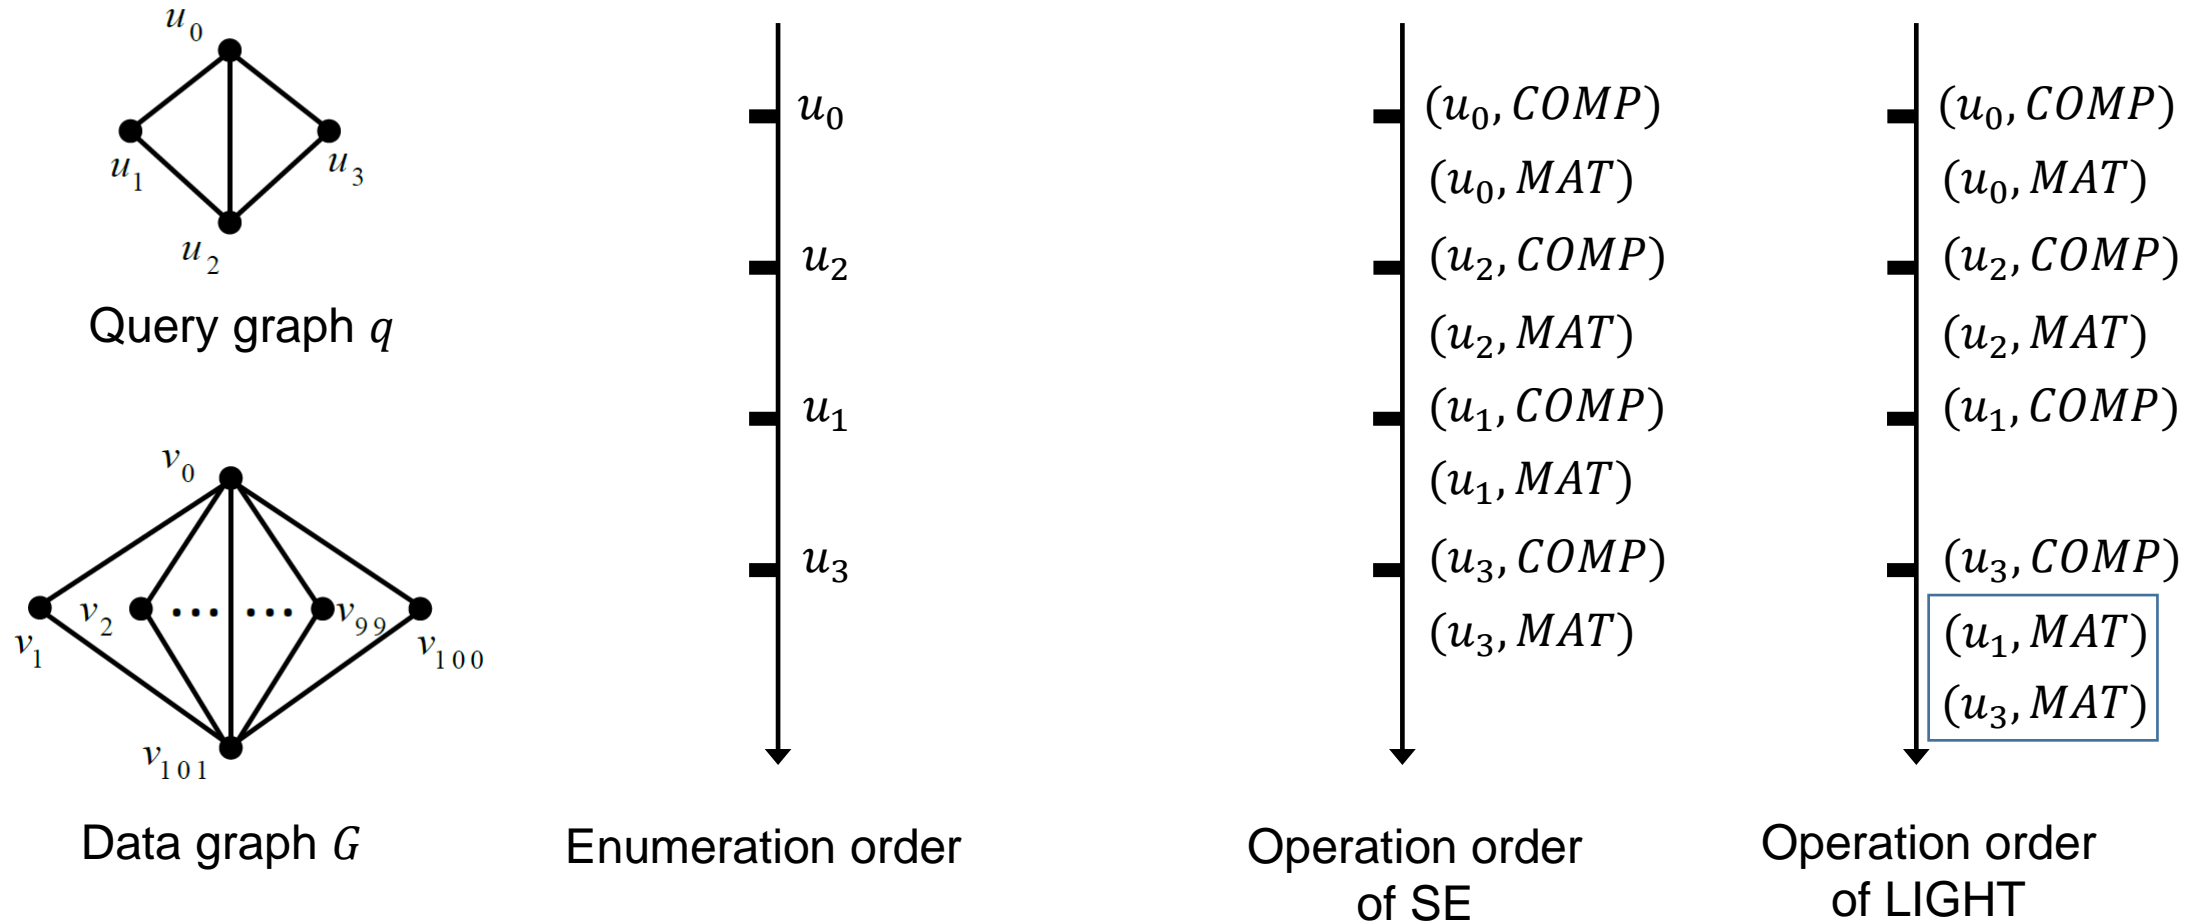 u₀
u₁
u₃
u₂
Query graph q
v₀
v₁
v₂
... ...
v₉₉
v₁₀₀
v₁₀₁
Data graph G
u₀
u₂
u₁
u₃
Enumeration order
(u₀, COMP)
(u₀, MAT)
(u₂, COMP)
(u₂, MAT)
(u₁, COMP)
(u₁, MAT)
(u₃, COMP)
(u₃, MAT)
Operation order
of SE
(u₀, COMP)
(u₀, MAT)
(u₂, COMP)
(u₂, MAT)
(u₁, COMP)
(u₃, COMP)
(u₁, MAT)
(u₃, MAT)
Operation order
of LIGHT